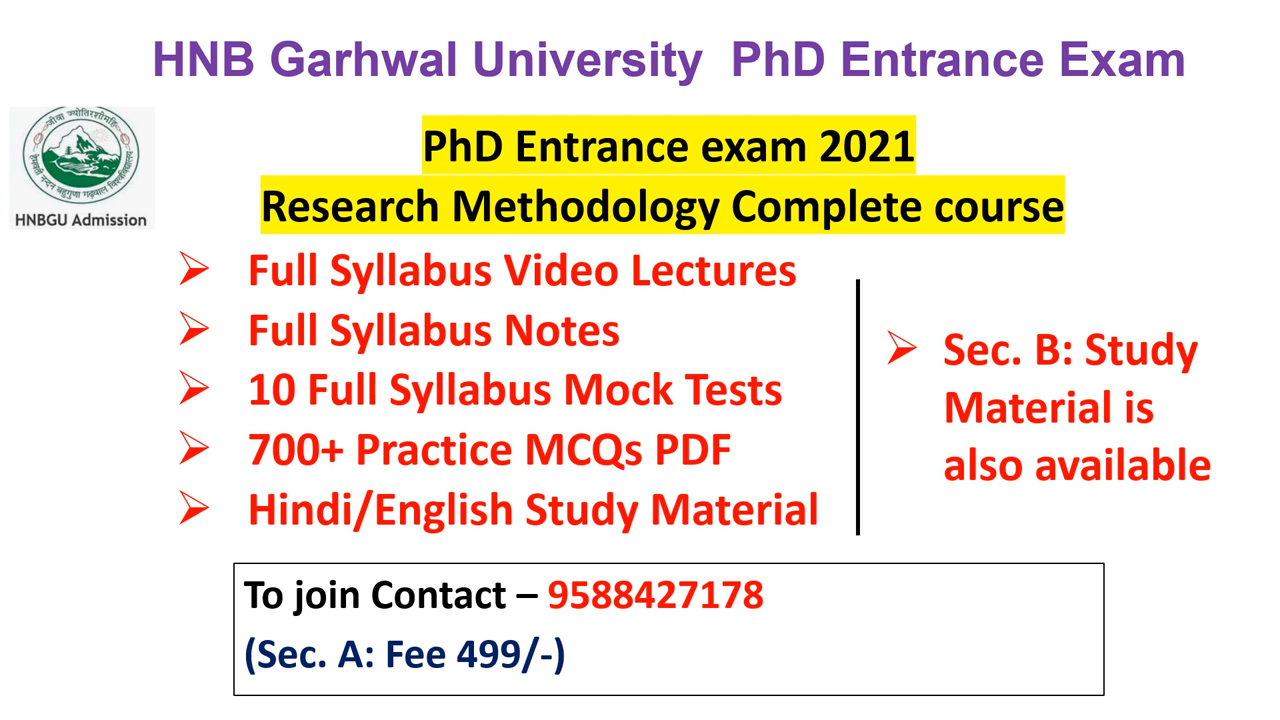 HNB Garhwal University PhD Entrance Exam
PhD Entrance exam 2021
Research Methodology Complete course
HNBGU Admission
➢ Full Syllabus Video Lectures
➢ Full Syllabus Notes
➢ 10 Full Syllabus Mock Tests
➢ 700+ Practice MCQs PDF
➢ Hindi/English Study Material
➢ Sec. B: Study
Material is
also available
To join Contact – 9588427178
(Sec. A: Fee 499/-)